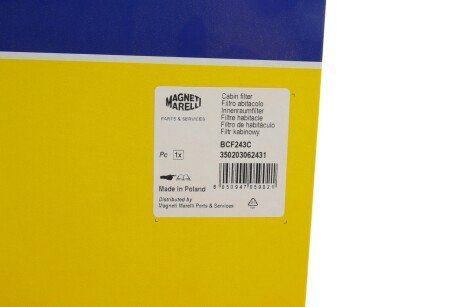 MAGNETI
MARELLI
PARTS & SERVICES
Cabin filter
Filtro abitacolo
Innenraumfilter
Filtre habitacle
Filtro de habitáculo
Filtr kabinowy
BCF243C
350203062431
Pc 1x
Made in Poland
Distributed by
Magneti Marelli Parts & Services